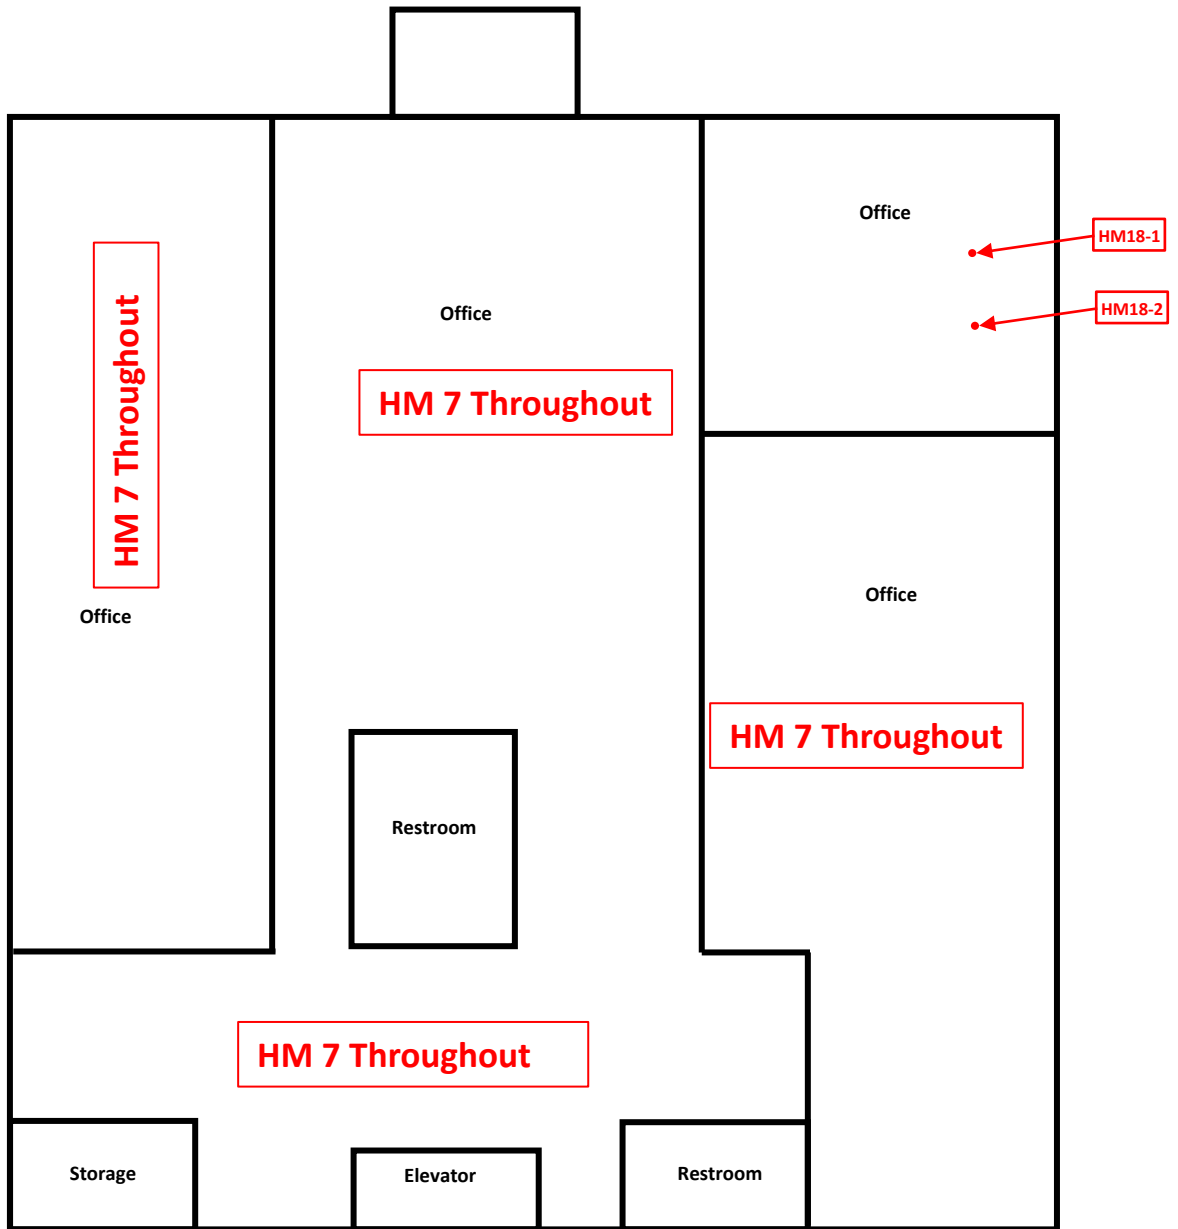 Office
HM18-1
HM 7 Throughout
HM18-2
Office
HM 7 Throughout
Office
Office
HM 7 Throughout
Restroom
HM 7 Throughout
Storage
Elevator
Restroom